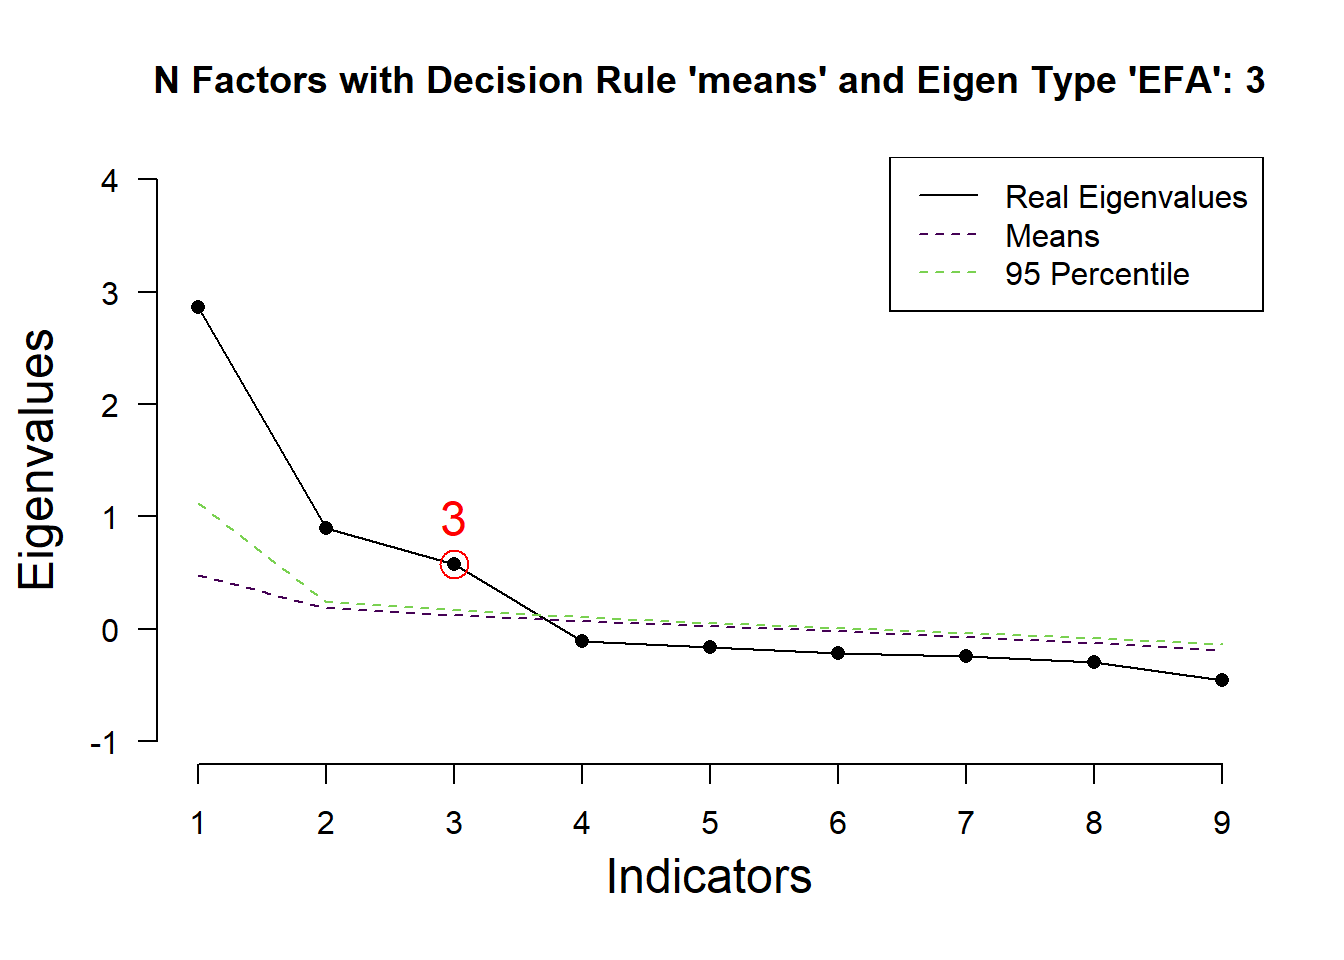 N Factors with Decision Rule 'means' and Eigen Type 'EFA': 3
Real Eigenvalues
Means
95 Percentile
4
3
2
1
0
-1
Eigenvalues
3
1 2 3 4 5 6 7 8 9
Indicators